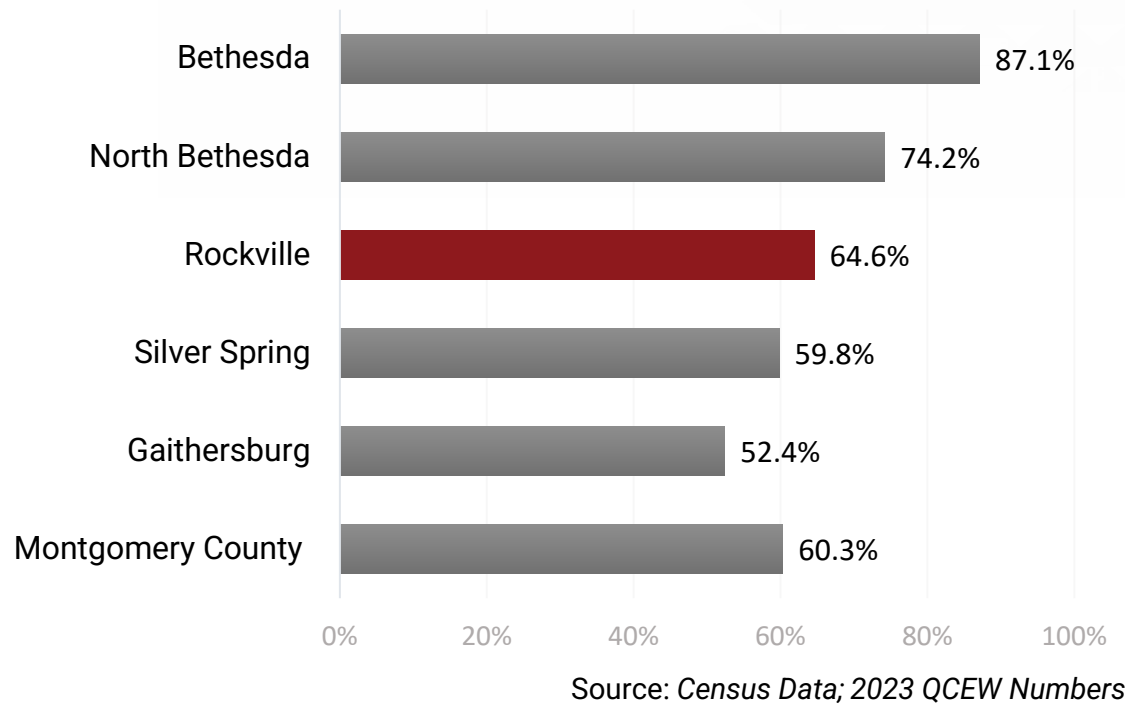 Bethesda 87.1%
North Bethesda 74.2%
Rockville 64.6%
Silver Spring 59.8%
Gaithersburg 52.4%
Montgomery County 60.3%
0% 20% 40% 60% 80% 100%
Source: Census Data; 2023 QCEW Numbers